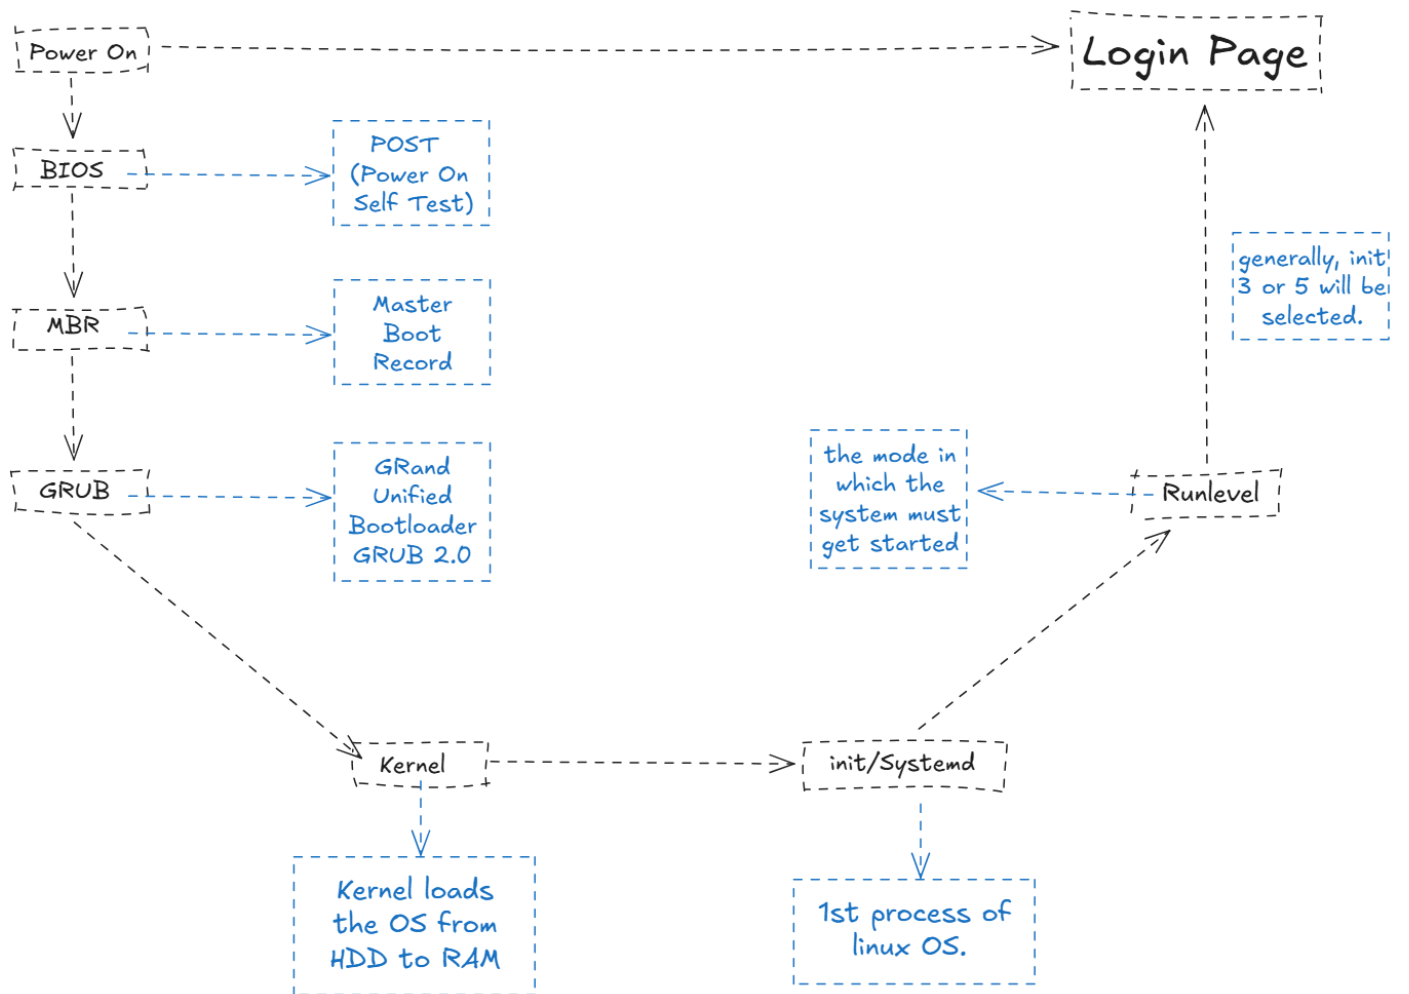 Power On
Login Page
BIOS
POST
(Power On
Self Test)
MBR
Master
Boot
Record
GRUB
GRand
Unified
Bootloader
GRUB 2.0
Kernel
Kernel loads
the OS from
HDD to RAM
init/Systemd
1st process of
linux OS.
Runlevel
the mode in
which the
system must
get started
generally, init
3 or 5 will be
selected.